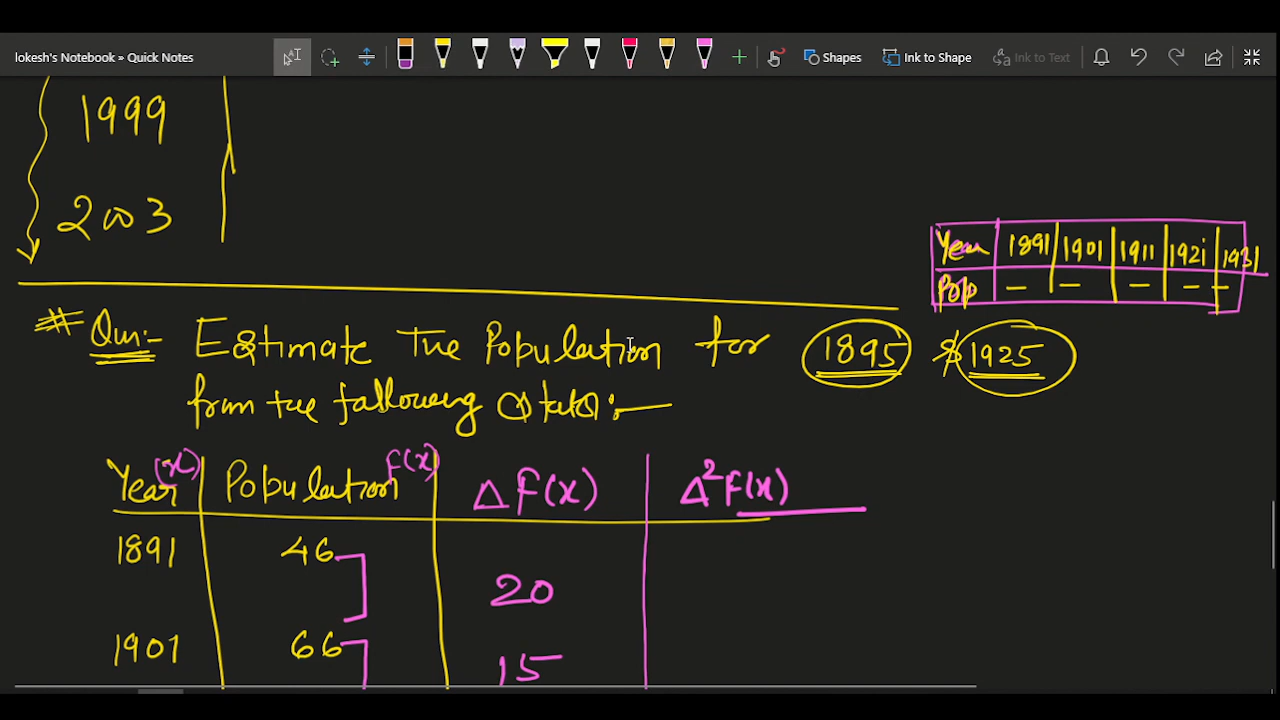 lokesh's Notebook » Quick Notes
Shapes
Ink to Shape
Ink to Text
1999
2003
Year 1891 1901 1911 1921 1931
Pop – – – – –
# Qui:- Estimate The Population for 1895 & 1925
from the following data:-
Year (x) Population f(x) Δ F(x) Δ² F(x)
1891 46
20
1901 66
15